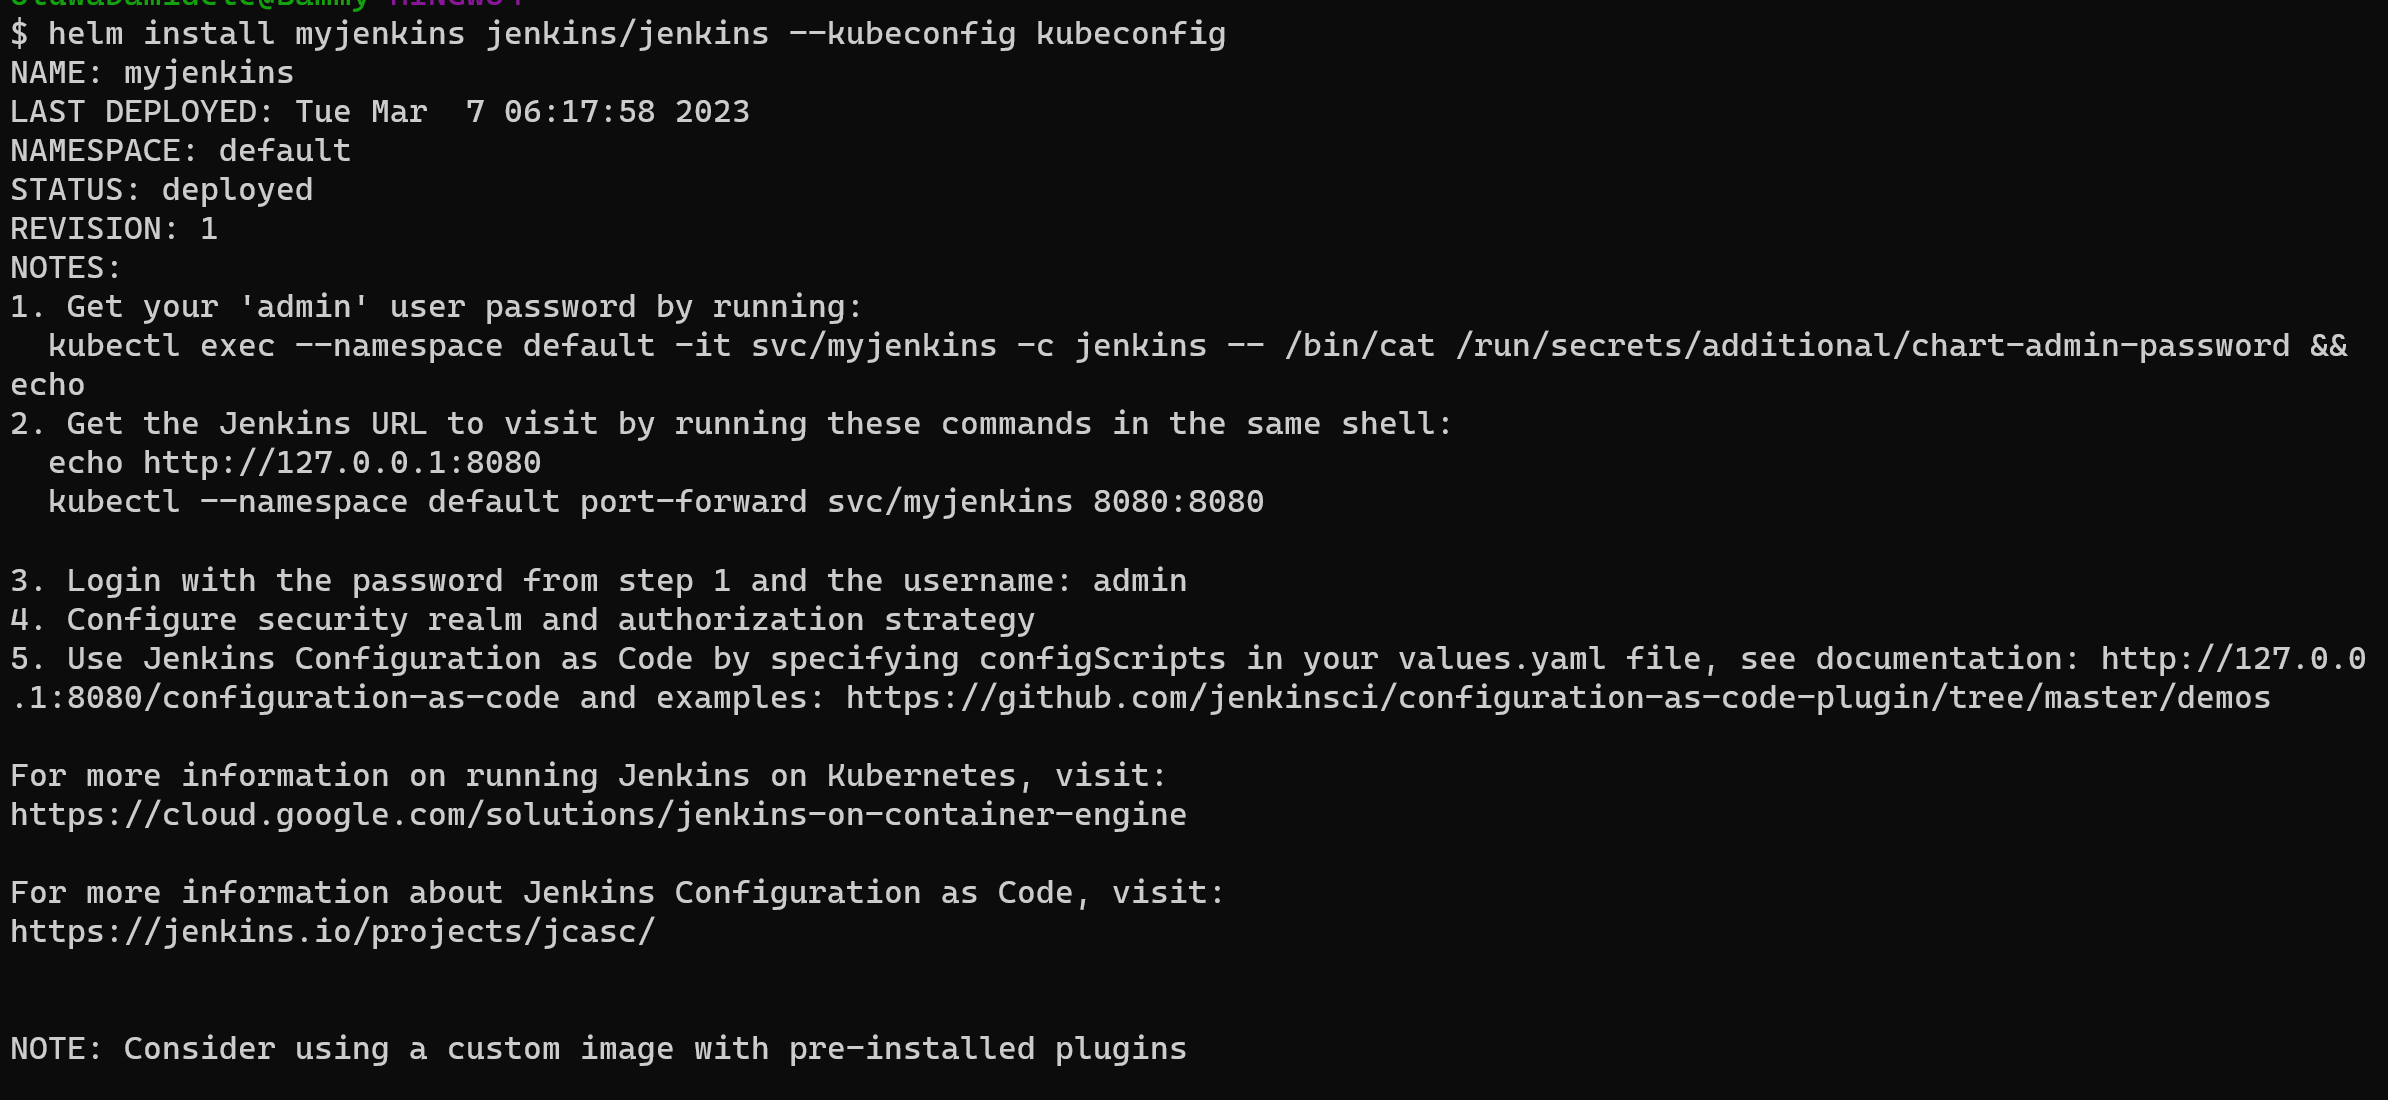 $ helm install myjenkins jenkins/jenkins --kubeconfig kubeconfig
NAME: myjenkins
LAST DEPLOYED: Tue Mar  7 06:17:58 2023
NAMESPACE: default
STATUS: deployed
REVISION: 1
NOTES:
1. Get your 'admin' user password by running:
  kubectl exec --namespace default -it svc/myjenkins -c jenkins -- /bin/cat /run/secrets/additional/chart-admin-password &&
echo
2. Get the Jenkins URL to visit by running these commands in the same shell:
  echo http://127.0.0.1:8080
  kubectl --namespace default port-forward svc/myjenkins 8080:8080
3. Login with the password from step 1 and the username: admin
4. Configure security realm and authorization strategy
5. Use Jenkins Configuration as Code by specifying configScripts in your values.yaml file, see documentation: http://127.0.0
.1:8080/configuration-as-code and examples: https://github.com/jenkinsci/configuration-as-code-plugin/tree/master/demos
For more information on running Jenkins on Kubernetes, visit:
https://cloud.google.com/solutions/jenkins-on-container-engine
For more information about Jenkins Configuration as Code, visit:
https://jenkins.io/projects/jcasc/
NOTE: Consider using a custom image with pre-installed plugins